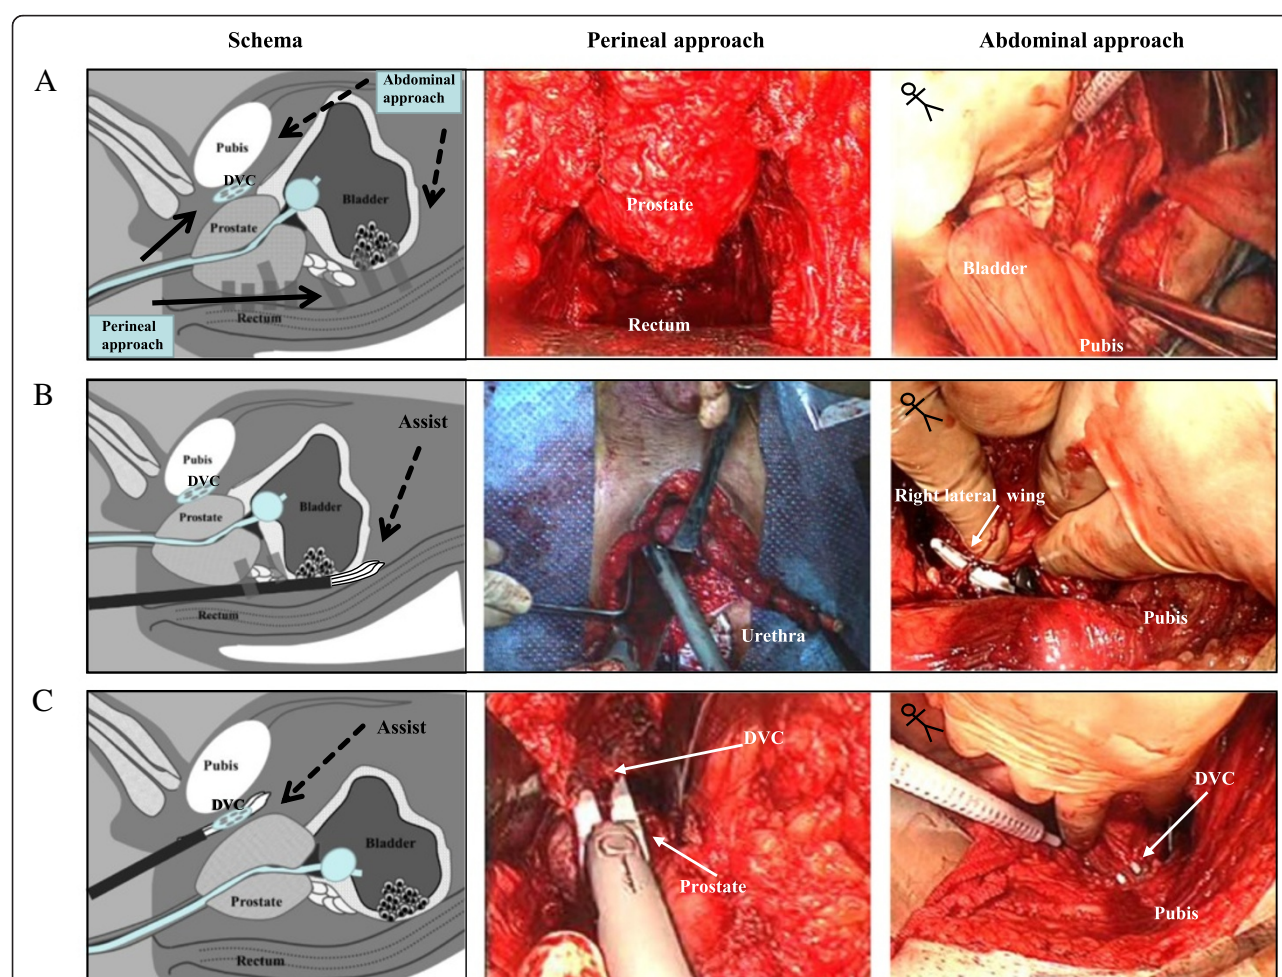 Schema
Perineal approach
Abdominal approach
A
Abdominal
approach
Pubis
DVC
Bladder
Prostate
Rectum
Perineal
approach
Prostate
Rectum
Bladder
Pubis
B
Assist
Pubis
DVC
Bladder
Prostate
Rectum
Urethra
Right lateral wing
Pubis
C
Assist
Pubis
DVC
Bladder
Prostate
Rectum
DVC
Prostate
DVC
Pubis